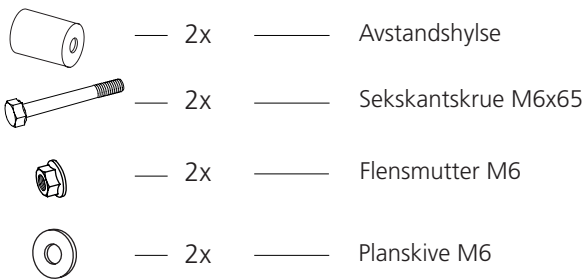 2x Avstandshylse
2x Sekskantskrue M6x65
2x Flensmutter M6
2x Planskive M6